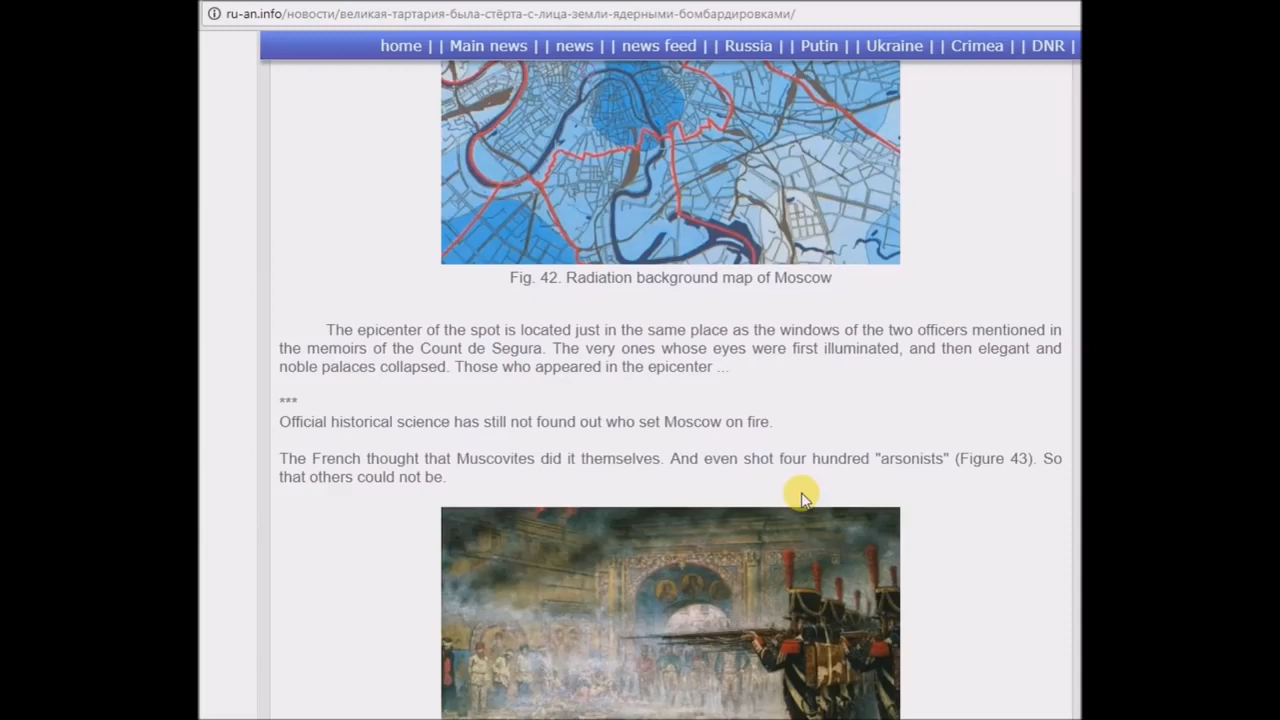 ru-an.info/новости/великая-тартария-была-стёрта-с-лица-земли-ядерными-бомбардировками/
home | | Main news | | news | | news feed | | Russia | | Putin | | Ukraine | | Crimea | | DNR |
Fig. 42. Radiation background map of Moscow
The epicenter of the spot is located just in the same place as the windows of the two officers mentioned in
the memoirs of the Count de Segura. The very ones whose eyes were first illuminated, and then elegant and
noble palaces collapsed. Those who appeared in the epicenter ...
***
Official historical science has still not found out who set Moscow on fire.
The French thought that Muscovites did it themselves. And even shot four hundred "arsonists" (Figure 43). So
that others could not be.